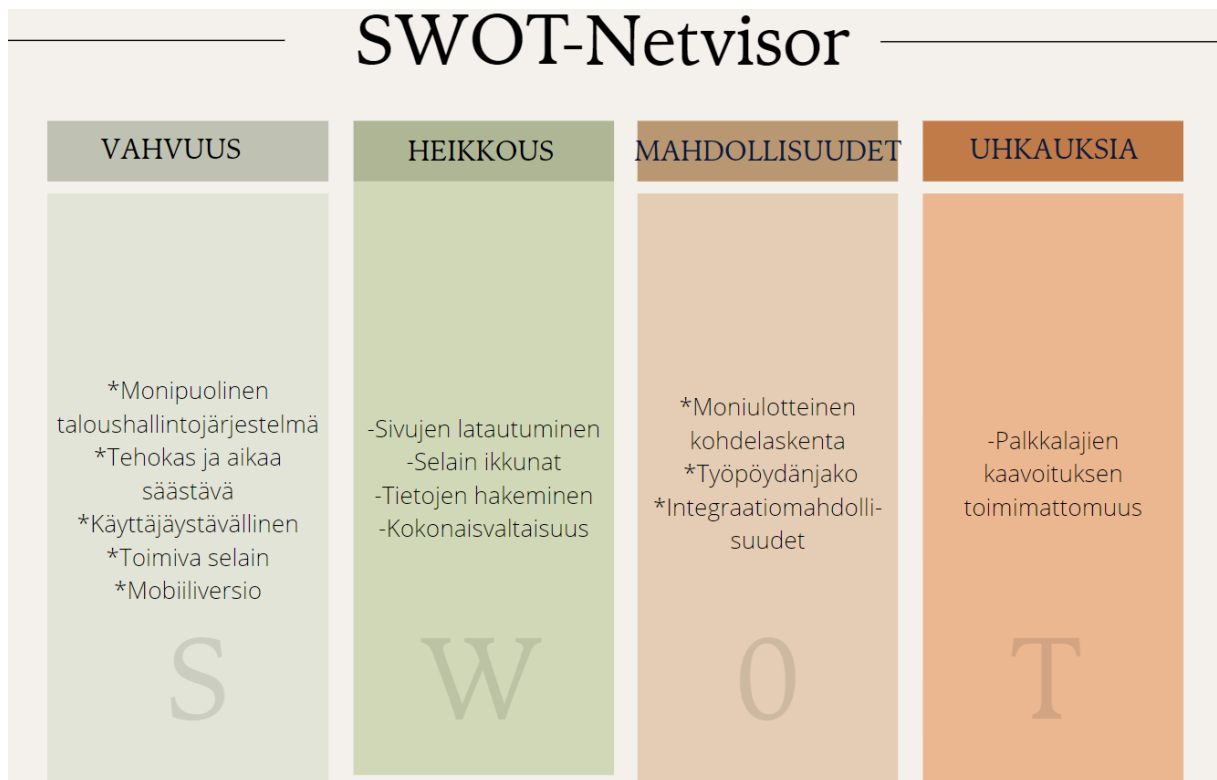 SWOT-Netvisor
VAHVUUS
*Monipuolinen
taloushallintojärjestelmä
*Tehokas ja aikaa
säästävä
*Käyttäjäystävällinen
*Toimiva selain
*Mobiiliversio
S
HEIKKOUS
-Sivujen latautuminen
-Selain ikkunat
-Tietojen hakeminen
-Kokonaisvaltaisuus
W
MAHDOLLISUUDET
*Moniulotteinen
kohdelaskenta
*Työpöydänjako
*Integraatiomahdolli-
suudet
O
UHKAUKSIA
-Palkkalajien
kaavoituksen
toimimattomuus
T